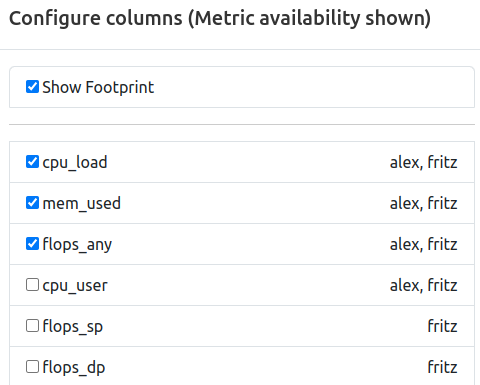 Configure columns (Metric availability shown)
Show Footprint
cpu_load alex, fritz
mem_used alex, fritz
flops_any alex, fritz
cpu_user alex, fritz
flops_sp fritz
flops_dp fritz